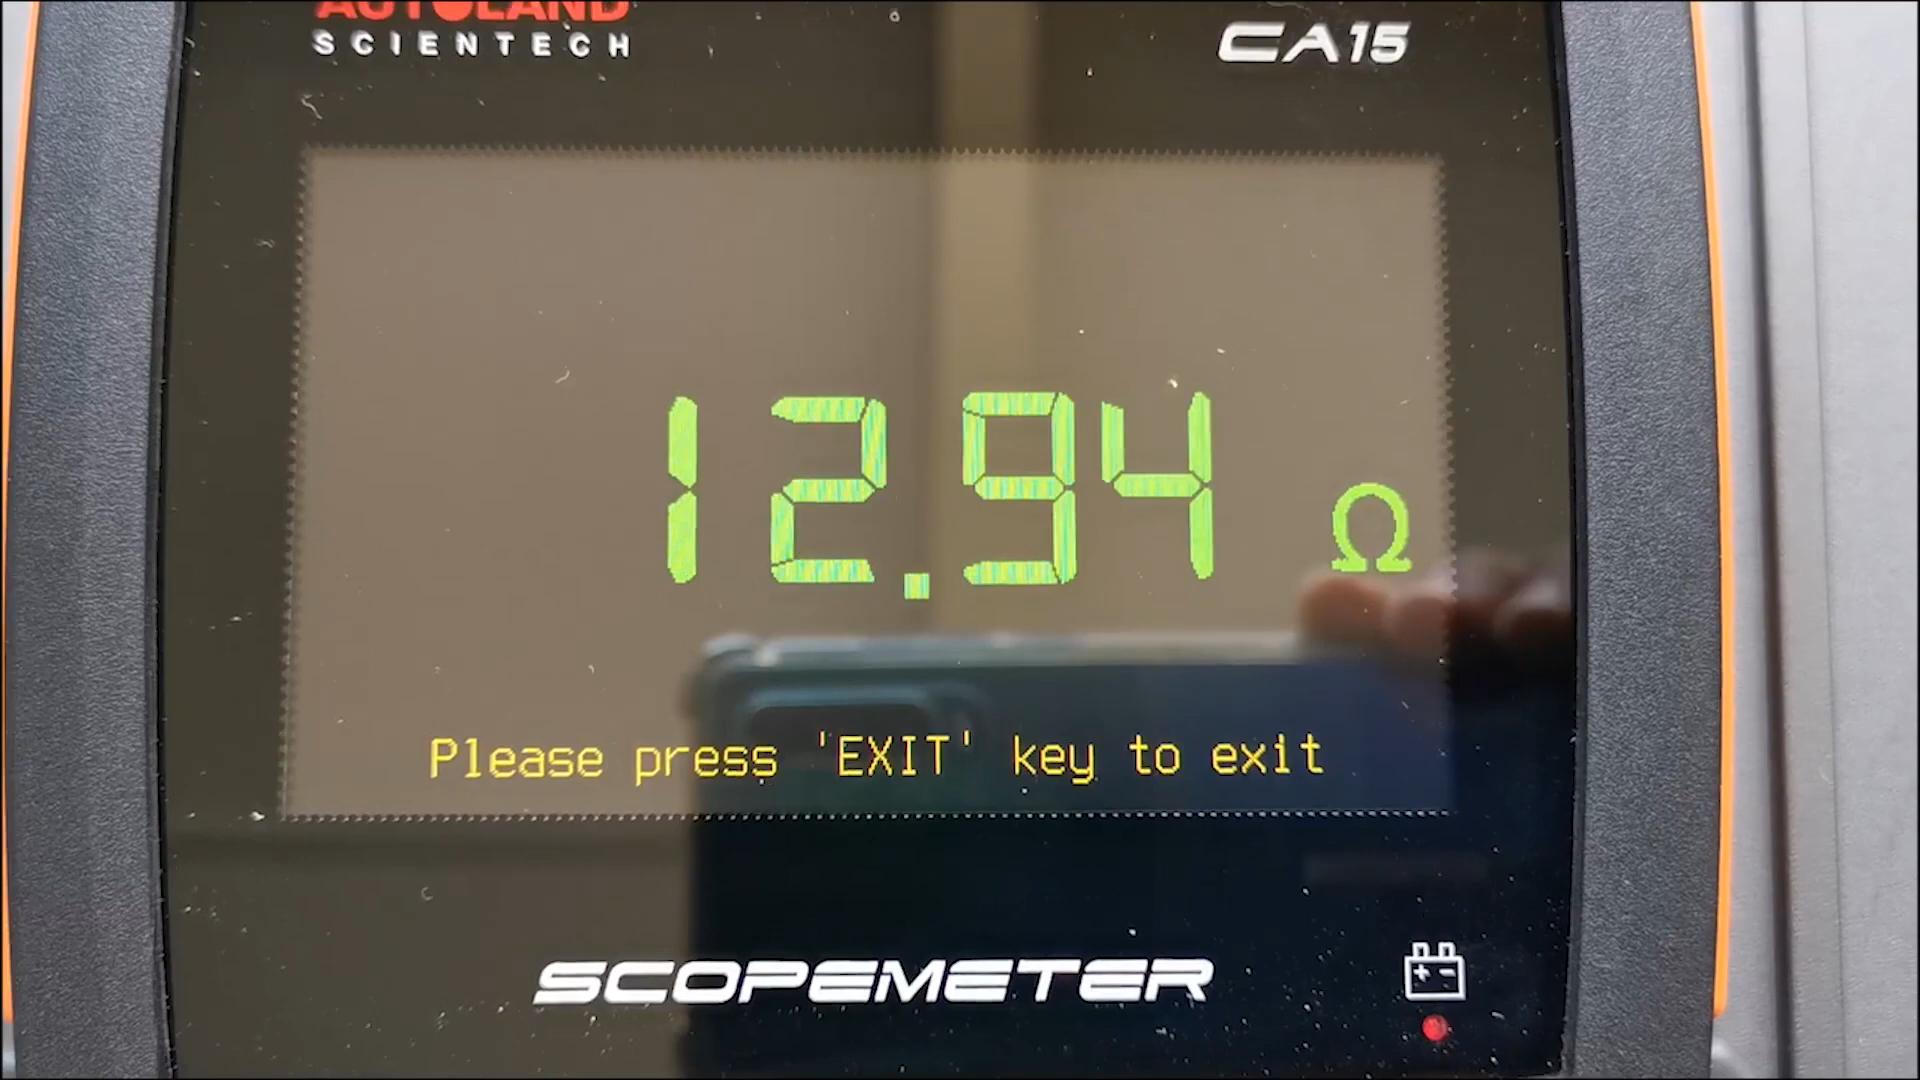 AUTOLAND
SCIENTECH
CA15
12.94 Ω
Please press 'EXIT' key to exit
SCOPEMETER
+ -